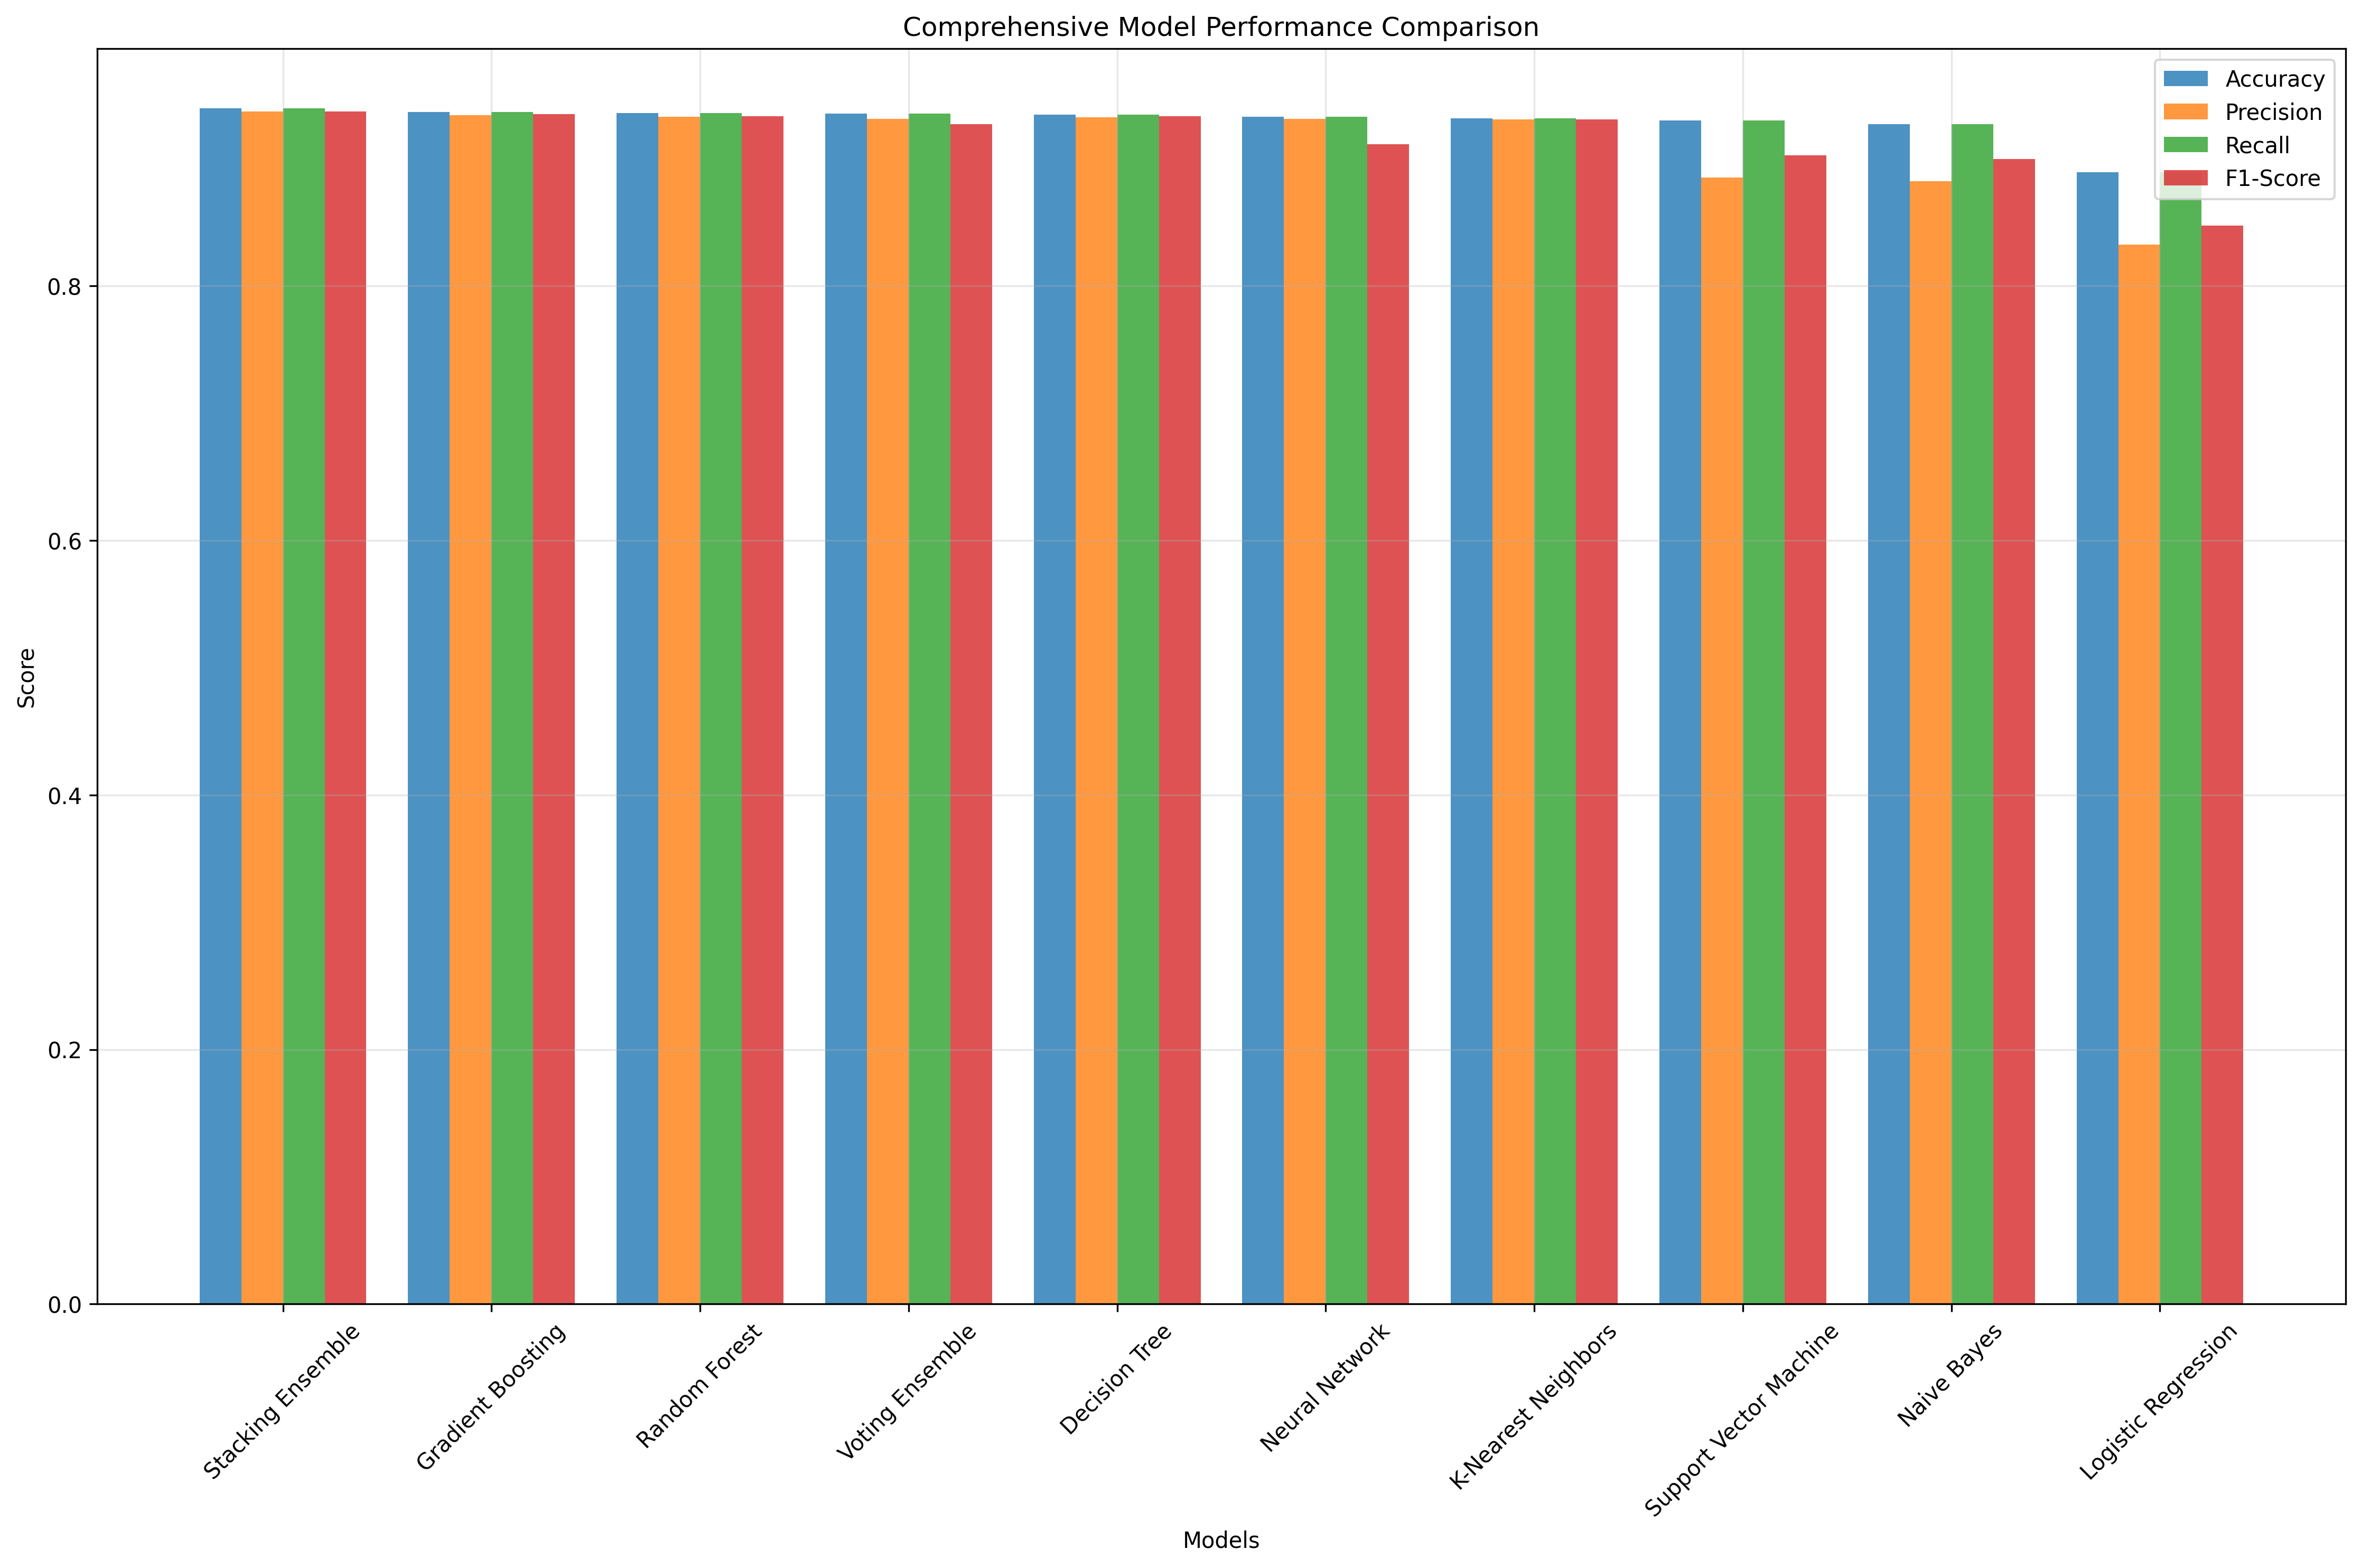 Comprehensive Model Performance Comparison
Accuracy
Precision
Recall
F1-Score
Score
0.8
0.6
0.4
0.2
0.0
Stacking Ensemble
Gradient Boosting
Random Forest
Voting Ensemble
Decision Tree
Neural Network
K-Nearest Neighbors
Support Vector Machine
Naive Bayes
Logistic Regression
Models